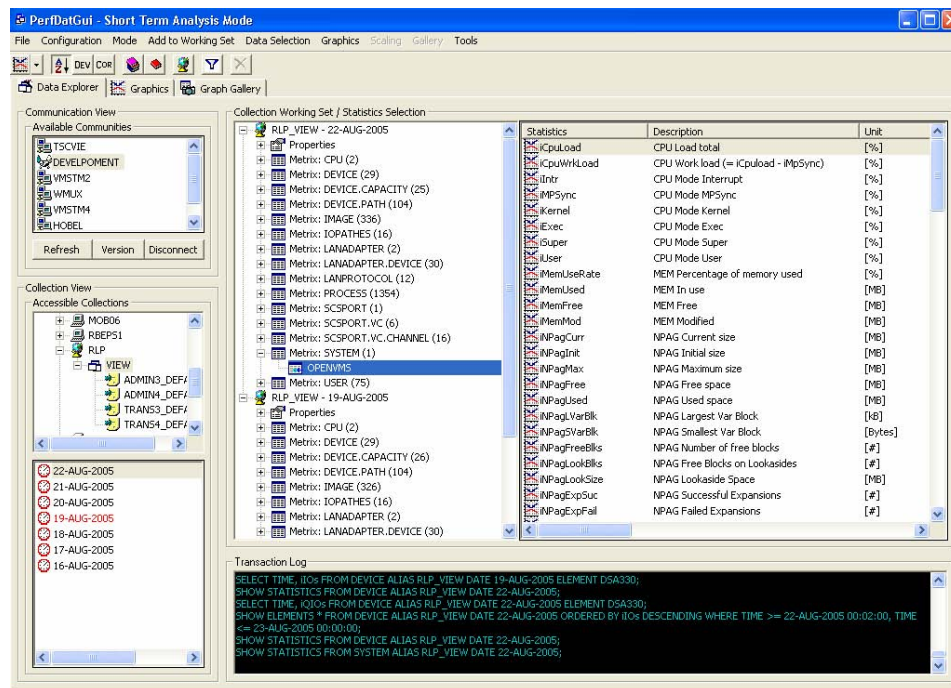 PerfDatGui - Short Term Analysis Mode
File Configuration Mode Add to Working Set Data Selection Graphics Scaling Gallery Tools
DEV COR
Data Explorer Graphics Graph Gallery
Communication View
Available Communities
TSCVIE
DEVELPOMENT
VMSTM2
WMUX
VMSTM4
HOBEL
Refresh Version Disconnect
Collection View
Accessible Collections
MOB06
RBEPS1
RLP
VIEW
ADMIN3_DEFA
ADMIN4_DEFA
TRANS3_DEFA
TRANS4_DEFA
22-AUG-2005
21-AUG-2005
20-AUG-2005
19-AUG-2005
18-AUG-2005
17-AUG-2005
16-AUG-2005
Collection Working Set / Statistics Selection
RLP_VIEW - 22-AUG-2005
Properties
Metrix: CPU (2)
Metrix: DEVICE (29)
Metrix: DEVICE.CAPACITY (25)
Metrix: DEVICE.PATH (104)
Metrix: IMAGE (336)
Metrix: IOPATHES (16)
Metrix: LANADAPTER (2)
Metrix: LANADAPTER.DEVICE (30)
Metrix: LANPROTOCOL (12)
Metrix: PROCESS (1354)
Metrix: SCSPORT (1)
Metrix: SCSPORT.VC (6)
Metrix: SCSPORT.VC.CHANNEL (16)
Metrix: SYSTEM (1)
OPENVMS
Metrix: USER (75)
RLP_VIEW - 19-AUG-2005
Properties
Metrix: CPU (2)
Metrix: DEVICE (29)
Metrix: DEVICE.CAPACITY (26)
Metrix: DEVICE.PATH (104)
Metrix: IMAGE (326)
Metrix: IOPATHES (16)
Metrix: LANADAPTER (2)
Metrix: LANADAPTER.DEVICE (30)
Statistics Description Unit
iCpuLoad CPU Load total [%]
iCpuWrkLoad CPU Work load (= iCpuload - iMpSync) [%]
iIntr CPU Mode Interrupt [%]
iMPSync CPU Mode MPSync [%]
iKernel CPU Mode Kernel [%]
iExec CPU Mode Exec [%]
iSuper CPU Mode Super [%]
iUser CPU Mode User [%]
iMemUseRate MEM Percentage of memory used [%]
iMemUsed MEM In use [MB]
iMemFree MEM Free [MB]
iMemMod MEM Modified [MB]
iNPagCurr NPAG Current size [MB]
iNPagInit NPAG Initial size [MB]
iNPagMax NPAG Maximum size [MB]
iNPagFree NPAG Free space [MB]
iNPagUsed NPAG Used space [MB]
iNPagLVarBlk NPAG Largest Var Block [kB]
iNPagSVarBlk NPAG Smallest Var Block [Bytes]
iNPagFreeBlks NPAG Number of free blocks [#]
iNPagLookBlks NPAG Free Blocks on Lookasides [#]
iNPagLookSize NPAG Lookaside Space [MB]
iNPagExpSuc NPAG Successful Expansions [#]
iNPagExpFail NPAG Failed Expansions [#]
Transaction Log
SELECT TIME, iIOs FROM DEVICE ALIAS RLP_VIEW DATE 19-AUG-2005 ELEMENT DSA330;
SHOW STATISTICS FROM DEVICE ALIAS RLP_VIEW DATE 22-AUG-2005;
SELECT TIME, iQIOs FROM DEVICE ALIAS RLP_VIEW DATE 22-AUG-2005 ELEMENT DSA330;
SHOW ELEMENTS * FROM DEVICE ALIAS RLP_VIEW DATE 22-AUG-2005 ORDERED BY iIOs DESCENDING WHERE TIME >= 22-AUG-2005 00:02:00, TIME
<= 23-AUG-2005 00:00:00;
SHOW STATISTICS FROM DEVICE ALIAS RLP_VIEW DATE 22-AUG-2005;
SHOW STATISTICS FROM SYSTEM ALIAS RLP_VIEW DATE 22-AUG-2005;